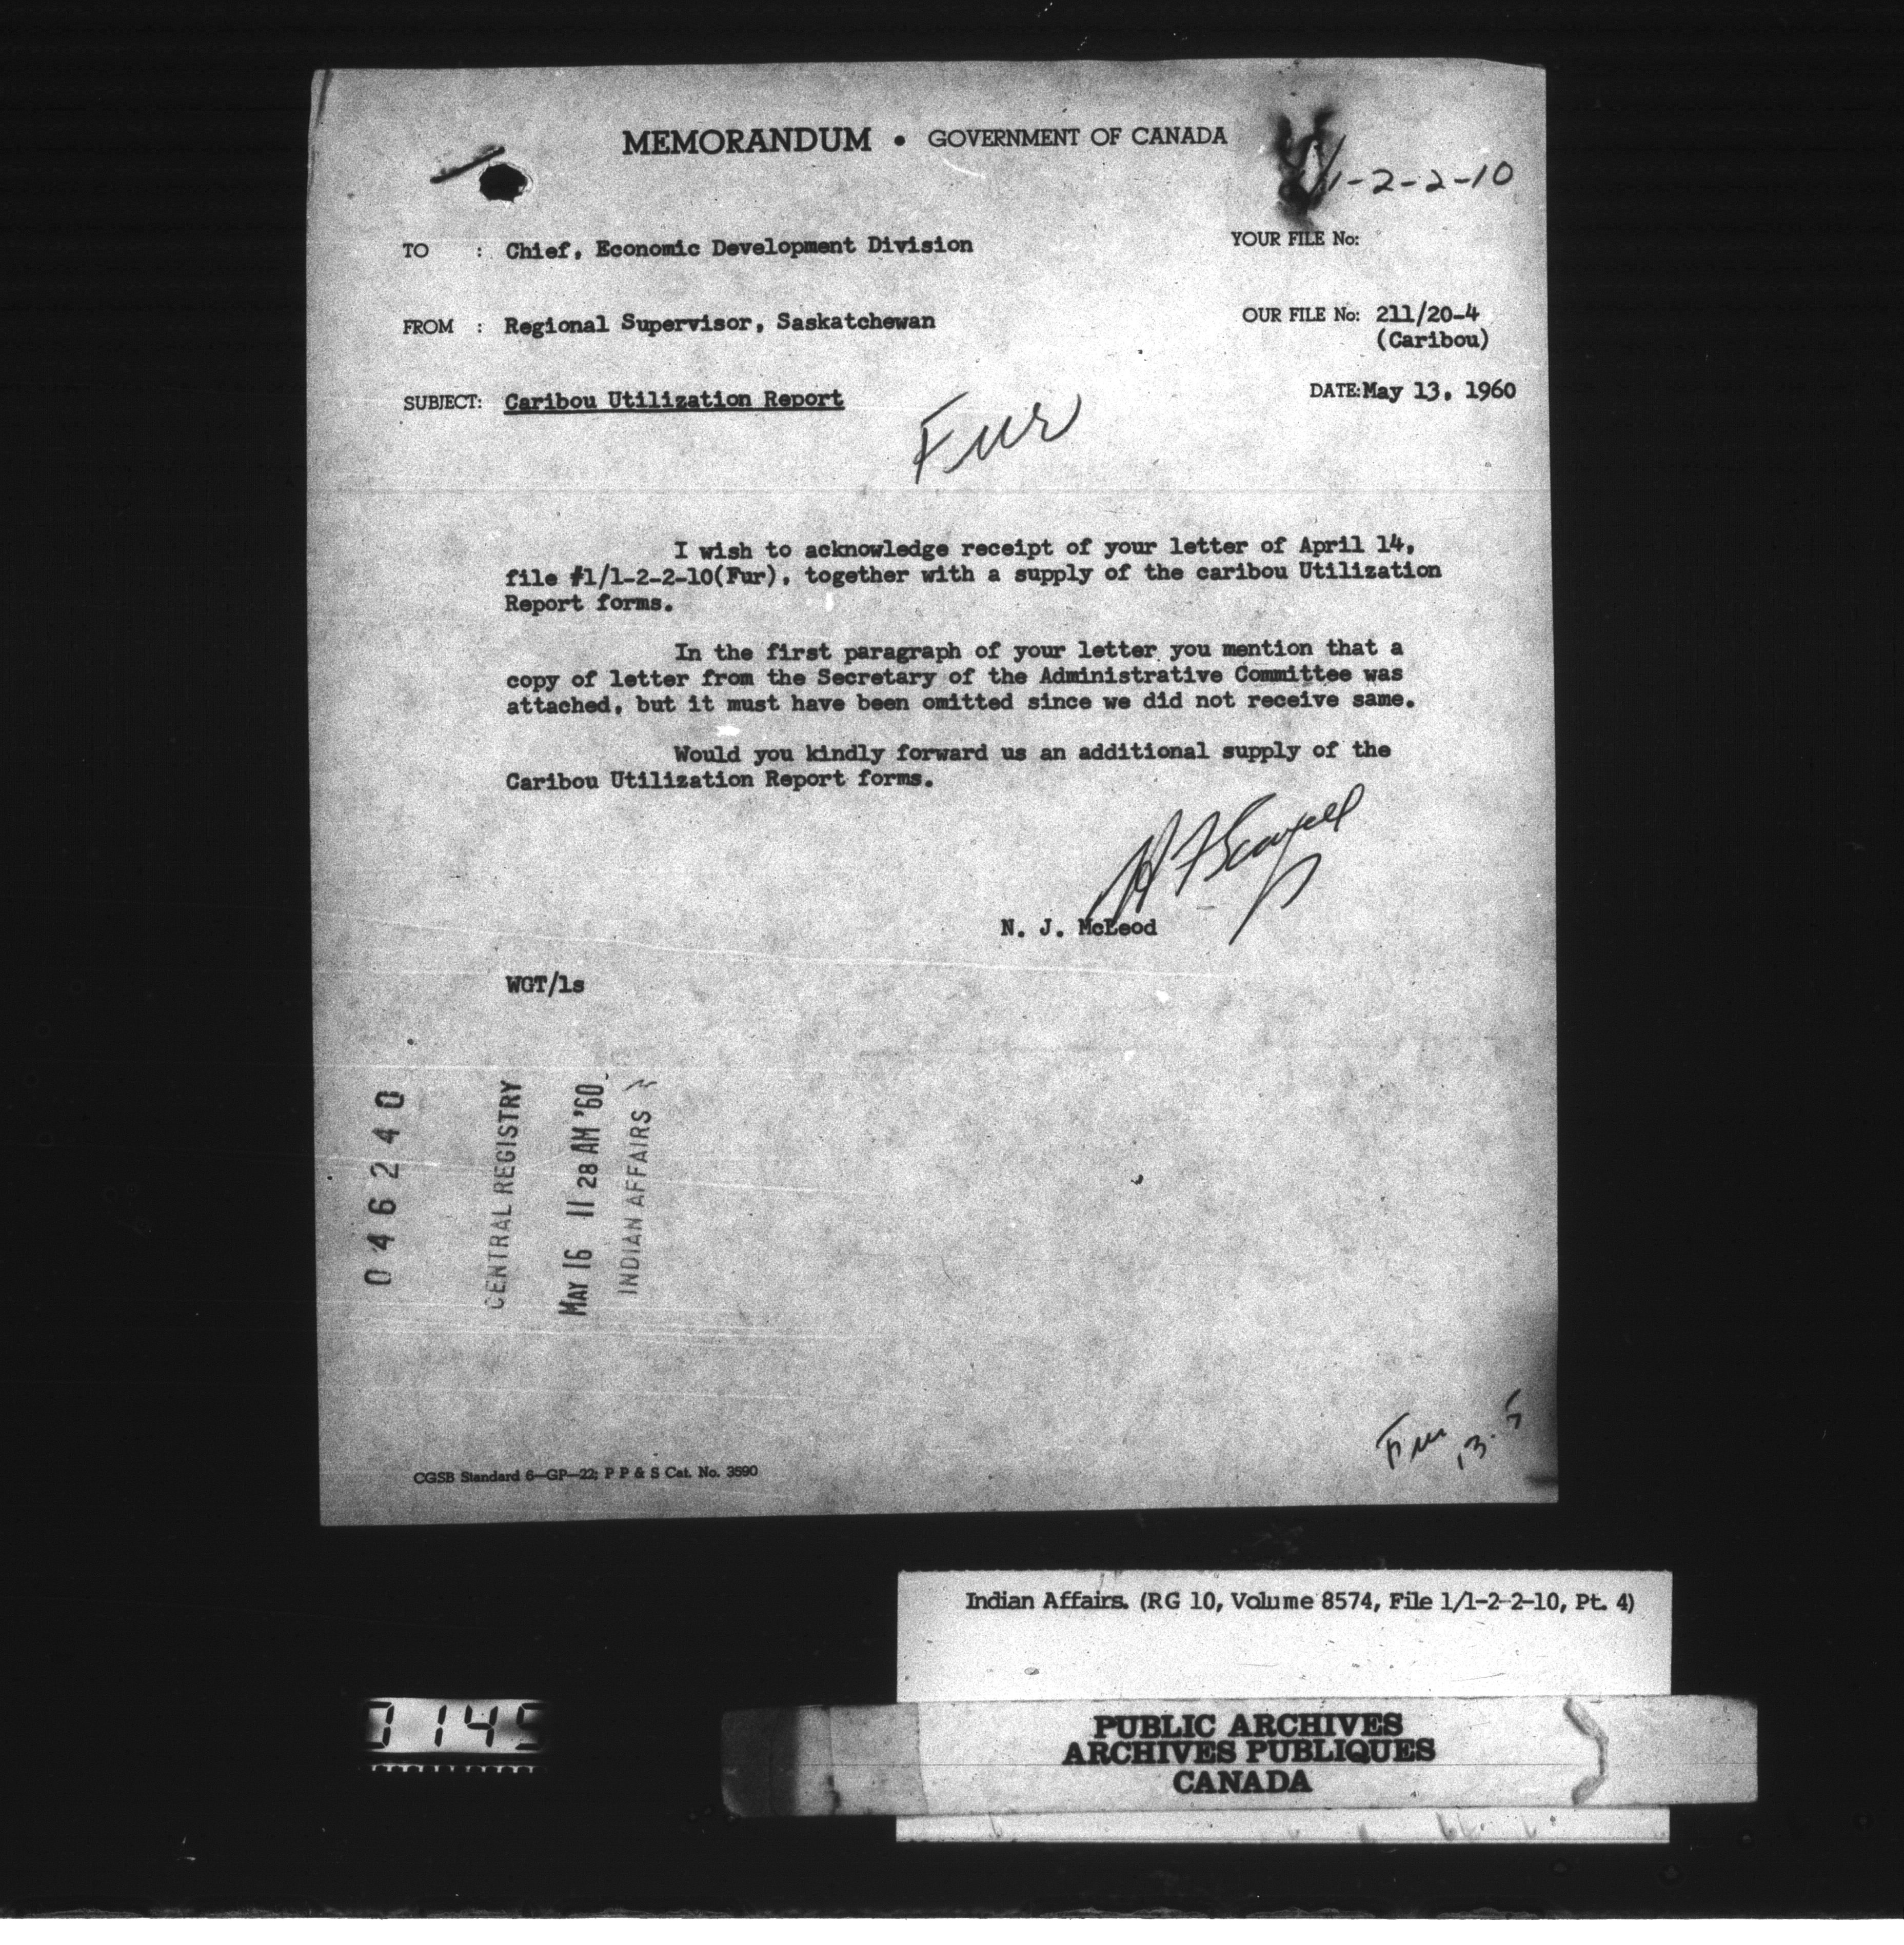 MEMORANDUM • GOVERNMENT OF CANADA
1-2-2-10
TO : Chief, Economic Development Division
YOUR FILE No:
FROM : Regional Supervisor, Saskatchewan
OUR FILE No: 211/20-4
(Caribou)
SUBJECT: Caribou Utilization Report
DATE: May 13, 1960
Fur
I wish to acknowledge receipt of your letter of April 14,
file #1/1-2-2-10(Fur), together with a supply of the caribou Utilization
Report forms.
In the first paragraph of your letter you mention that a
copy of letter from the Secretary of the Administrative Committee was
attached, but it must have been omitted since we did not receive same.
Would you kindly forward us an additional supply of the
Caribou Utilization Report forms.
N. J. McLeod
WGT/ls
046240
CENTRAL REGISTRY
MAY 16 11 28 AM '60
INDIAN AFFAIRS
Fur
13.5
CGSB Standard 6—GP—22; P P & S Cat. No. 3590
Indian Affairs. (RG 10, Volume 8574, File 1/1-2-2-10, Pt. 4)
0145
PUBLIC ARCHIVES
ARCHIVES PUBLIQUES
CANADA